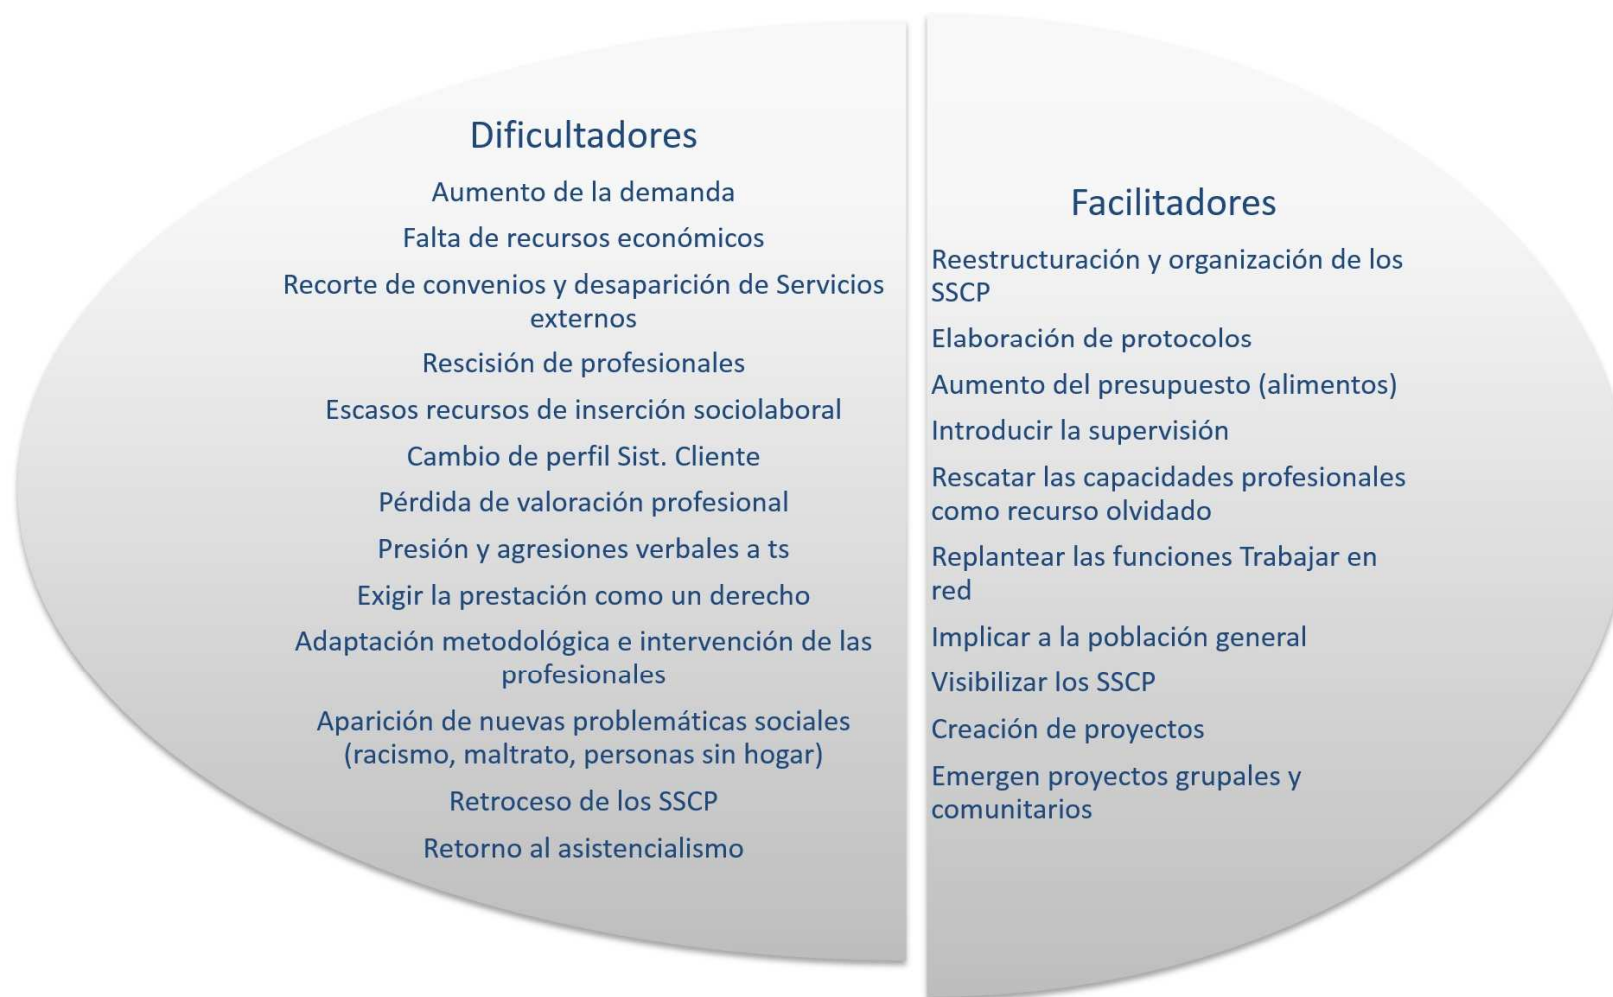 Dificultadores
Aumento de la demanda
Falta de recursos económicos
Recorte de convenios y desaparición de Servicios
externos
Rescisión de profesionales
Escasos recursos de inserción sociolaboral
Cambio de perfil Sist. Cliente
Pérdida de valoración profesional
Presión y agresiones verbales a ts
Exigir la prestación como un derecho
Adaptación metodológica e intervención de las
profesionales
Aparición de nuevas problemáticas sociales
(racismo, maltrato, personas sin hogar)
Retroceso de los SSCP
Retorno al asistencialismo
Facilitadores
Reestructuración y organización de los
SSCP
Elaboración de protocolos
Aumento del presupuesto (alimentos)
Introducir la supervisión
Rescatar las capacidades profesionales
como recurso olvidado
Replantear las funciones Trabajar en
red
Implicar a la población general
Visibilizar los SSCP
Creación de proyectos
Emergen proyectos grupales y
comunitarios